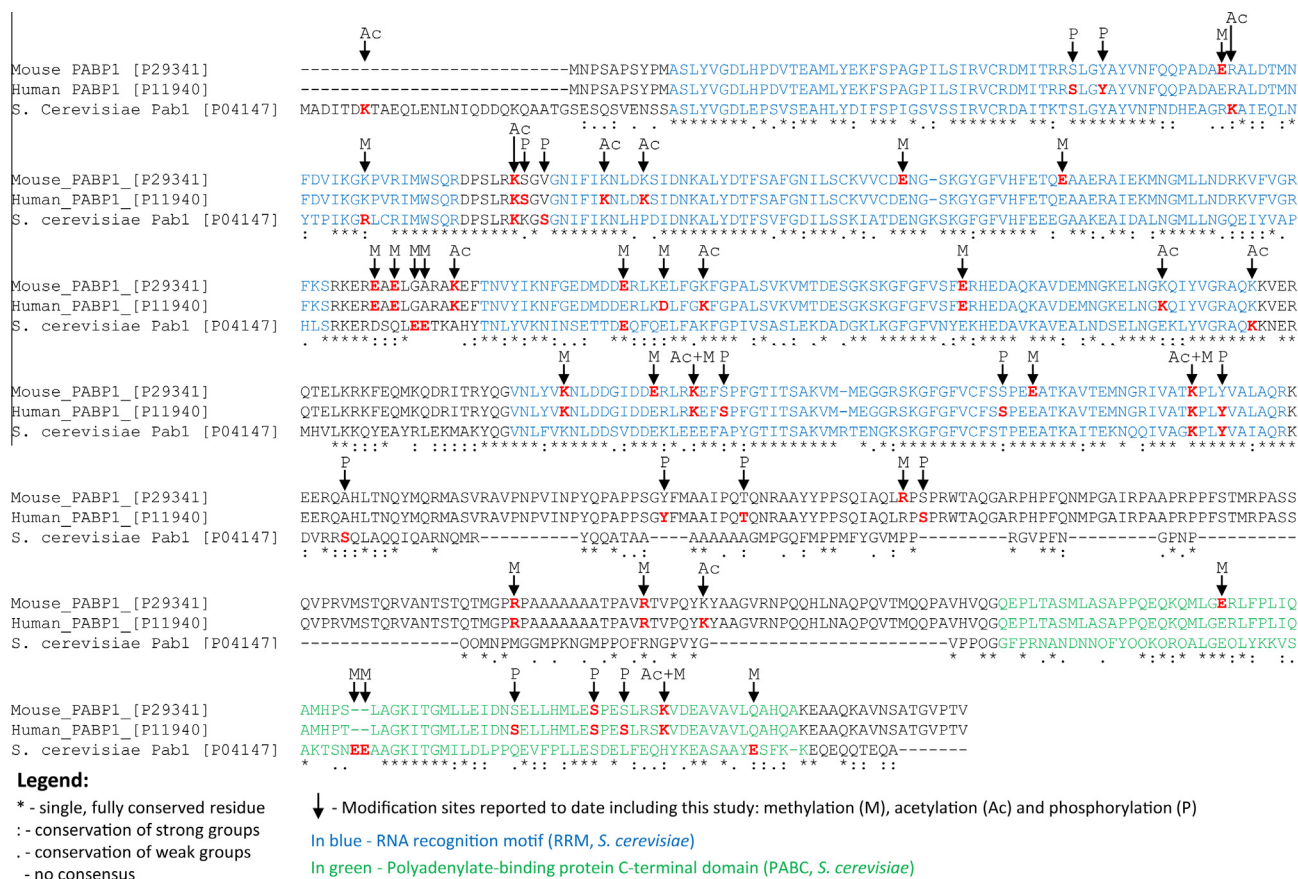 Ac P P M Ac
Mouse PABP1 [P29341] ---------------------------MNPSAPSYPMASLYVGDLHPDVTEAMLYEKFSPAGPILSIRVCRDMITRRSLGYAYVNFQQPADAERALDTMN
Human PABP1 [P11940] ---------------------------MNPSAPSYPMASLYVGDLHPDVTEAMLYEKFSPAGPILSIRVCRDMITRRSLGYAYVNFQQPADAERALDTMN
S. Cerevisiae Pab1 [P04147] MADITDKTAEQLENLNIQDDQKQAATGSESQSVENSSASLYVGDLEPSVSEAHLYDIFSPIGSVSSIRVCRDAITKTSLGYAYVNFNDHEAGRKAIEQLN
M Ac P P Ac Ac M M
Mouse_PABP1_[P29341] FDVIKGKPVRIMWSQRDPSLRKSGVGNIFIKNLDKSIDNKALYDTFSAFGNILSCKVVCDENG-SKGYGFVHFETQEAAERAIEKMNGMLLNDRKVFVGR
Human_PABP1_[P11940] FDVIKGKPVRIMWSQRDPSLRKSGVGNIFIKNLDKSIDNKALYDTFSAFGNILSCKVVCDENG-SKGYGFVHFETQEAAERAIEKMNGMLLNDRKVFVGR
S. cerevisiae Pab1 [P04147] YTPIKGRLCRIMWSQRDPSLRKKGSGNIFIKNLHPDIDNKALYDTFSVFGDILSSKIATDENGKSKGFGFVHFEEEGAAKEAIDALNGMLLNGQEIYVAP
M M MM Ac M M Ac M Ac Ac
Mouse_PABP1_[P29341] FKSRKEREAELGARAKEFTNVYIKNFGEDMDDERLKELFGKFGPALSVKVMTDESGKSKGFGFVSFERHEDAQKAVDEMNGKELNGKQIYVGRAQKKVER
Human_PABP1_[P11940] FKSRKEREAELGARAKEFTNVYIKNFGEDMDDERLKDLFGKFGPALSVKVMTDESGKSKGFGFVSFERHEDAQKAVDEMNGKELNGKQIYVGRAQKKVER
S. cerevisiae Pab1 [P04147] HLSRKERDSQLEETKAHYTNLYVKNINSETTDEQFQELFAKFGPIVSASLEKDADGKLKGFGFVNYEKHEDAVKAVEALNDSELNGEKLYVGRAQKKNER
M M Ac+M P P M Ac+M P
Mouse_PABP1_[P29341] QTELKRKFEQMKQDRITRYQGVNLYVKNLDDGIDDERLRKEFSPFGTITSAKVM-MEGGRSKGFGFVCFSSPEEATKAVTEMNGRIVATKPLYVALAQRK
Human_PABP1_[P11940] QTELKRKFEQMKQDRITRYQGVNLYVKNLDDGIDDERLRKEFSPFGTITSAKVM-MEGGRSKGFGFVCFSSPEEATKAVTEMNGRIVATKPLYVALAQRK
S. cerevisiae Pab1 [P04147] MHVLKKQYEAYRLEKMAKYQGVNLFVKNLDDSVDDEKLEEEFAPYGTITSAKVMRTENGKSKGFGFVCFSTPEEATKAITEKNQQIVAGKPLYVAIAQRK
P P P M P
Mouse_PABP1_[P29341] EERQAHLTNQYMQRMASVRAVPNPVINPYQPAPPSGYFMAAIPQTQNRAAYYPPSQIAQLRPSPRWTAQGARPHPFQNMPGAIRPAAPRPPFSTMRPASS
Human_PABP1_[P11940] EERQAHLTNQYMQRMASVRAVPNPVINPYQPAPPSGYFMAAIPQTQNRAAYYPPSQIAQLRPSPRWTAQGARPHPFQNMPGAIRPAAPRPPFSTMRPASS
S. cerevisiae Pab1 [P04147] DVRRSQLAQQIQARNQMR----------YQQATAA----AAAAAAGMPGQFMPPMFYGVMPP---------RGVPFN---------GPNP----------
M M Ac M
Mouse_PABP1_[P29341] QVPRVMSTQRVANTSTQTMGPRPAAAAAAATPAVRTVPQYKYAAGVRNPQQHLNAQPQVTMQQPAVHVQGQEPLTASMLASAPPQEQKQMLGERLFPLIQ
Human_PABP1_[P11940] QVPRVMSTQRVANTSTQTMGPRPAAAAAAATPAVRTVPQYKYAAGVRNPQQHLNAQPQVTMQQPAVHVQGQEPLTASMLASAPPQEQKQMLGERLFPLIQ
S. cerevisiae Pab1 [P04147] ----------------QQMNPMGGMPKNGMPPQFRNGPVYG------------------------VPPQGGFPRNANDNNQFYQQKQRQALGEQLYKKVS
MM P P P Ac+M M
Mouse_PABP1_[P29341] AMHPS--LAGKITGMLLEIDNSELLHMLESPESLRSKVDEAVAVLQAHQAKEAAQKAVNSATGVPTV
Human_PABP1_[P11940] AMHPT--LAGKITGMLLEIDNSELLHMLESPESLRSKVDEAVAVLQAHQAKEAAQKAVNSATGVPTV
S. cerevisiae Pab1 [P04147] AKTSNEEAAGKITGMILDLPPQEVFPLLESDELFEQHYKEASAAYESFKK-EQEQQTEQA-------
Legend:
* - single, fully conserved residue
: - conservation of strong groups
. - conservation of weak groups
- no consensus
- Modification sites reported to date including this study: methylation (M), acetylation (Ac) and phosphorylation (P)
In blue - RNA recognition motif (RRM, S. cerevisiae)
In green - Polyadenylate-binding protein C-terminal domain (PABC, S. cerevisiae)